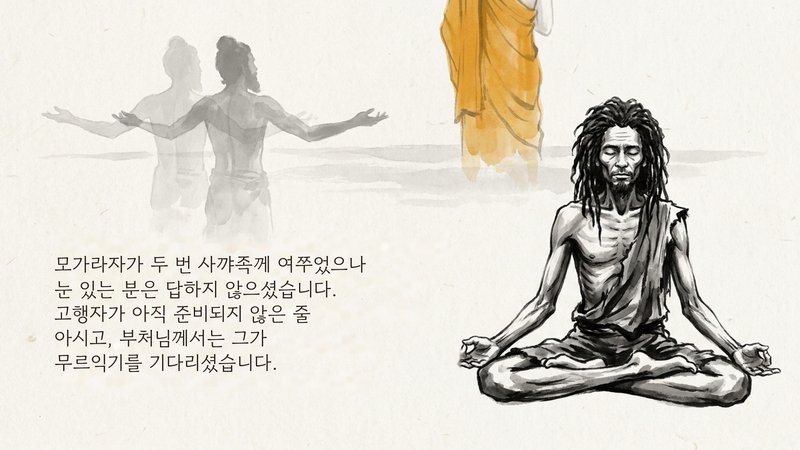 모가라자가 두 번 사꺄족께 여쭈었으나
눈 있는 분은 답하지 않으셨습니다.
고행자가 아직 준비되지 않은 줄
아시고, 부처님께서는 그가
무르익기를 기다리셨습니다.